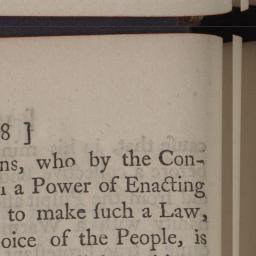 8 ]
ns, who by the Con-
a Power of Enacting
to make ſuch a Law,
oice of the People, is